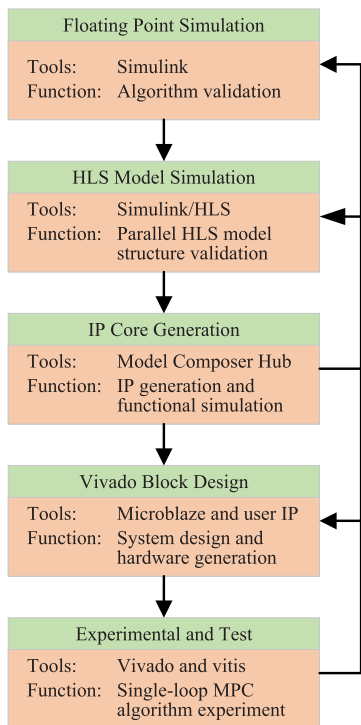 Floating Point Simulation
Tools: Simulink
Function: Algorithm validation
HLS Model Simulation
Tools: Simulink/HLS
Function: Parallel HLS model
structure validation
IP Core Generation
Tools: Model Composer Hub
Function: IP generation and
functional simulation
Vivado Block Design
Tools: Microblaze and user IP
Function: System design and
hardware generation
Experimental and Test
Tools: Vivado and vitis
Function: Single-loop MPC
algorithm experiment